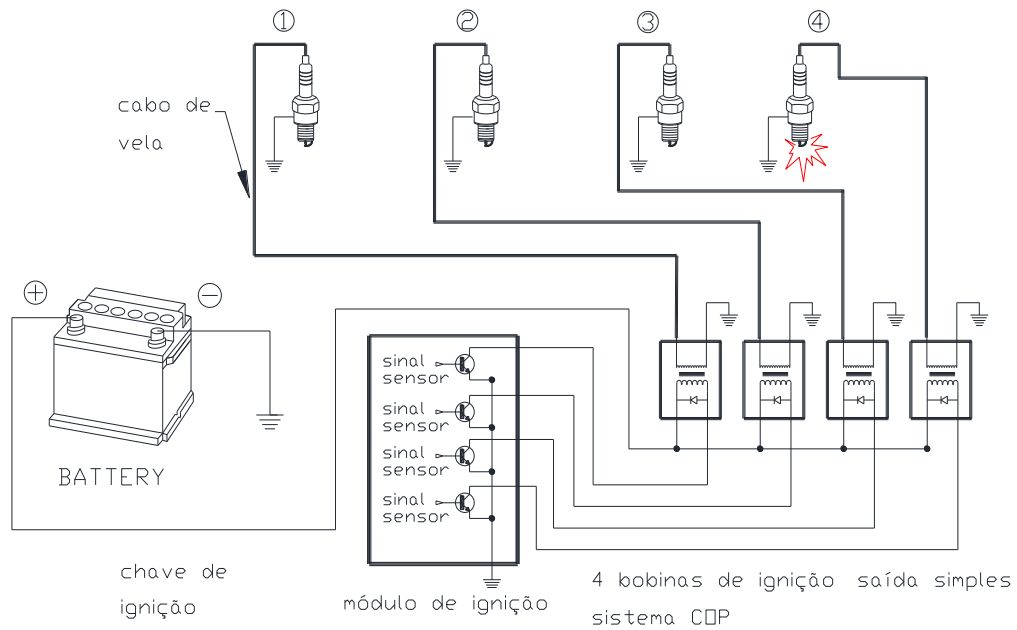 ① ② ③ ④
cabo de
vela
+ −
sinal
sensor
sinal
sensor
sinal
sensor
sinal
sensor
BATTERY
chave de
ignição
módulo de ignição
4 bobinas de ignição saída simples
sistema COP